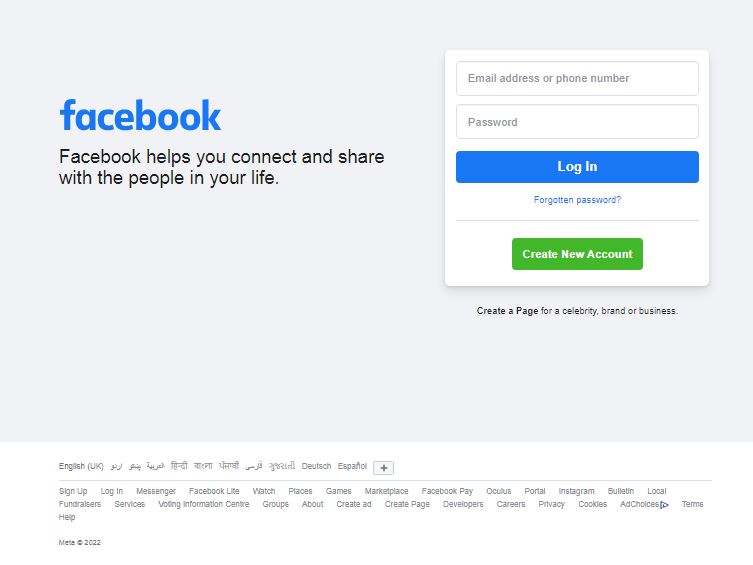 facebook
Facebook helps you connect and share
with the people in your life.
Email address or phone number
Password
Log In
Forgotten password?
Create New Account
Create a Page for a celebrity, brand or business.
English (UK) اردو پښتو العربية हिन्दी বাংলা ਪੰਜਾਬੀ فارسی ગુજરાતી Deutsch Español +
Sign Up Log In Messenger Facebook Lite Watch Places Games Marketplace Facebook Pay Oculus Portal Instagram Bulletin Local
Fundraisers Services Voting Information Centre Groups About Create ad Create Page Developers Careers Privacy Cookies AdChoices Terms
Help
Meta © 2022